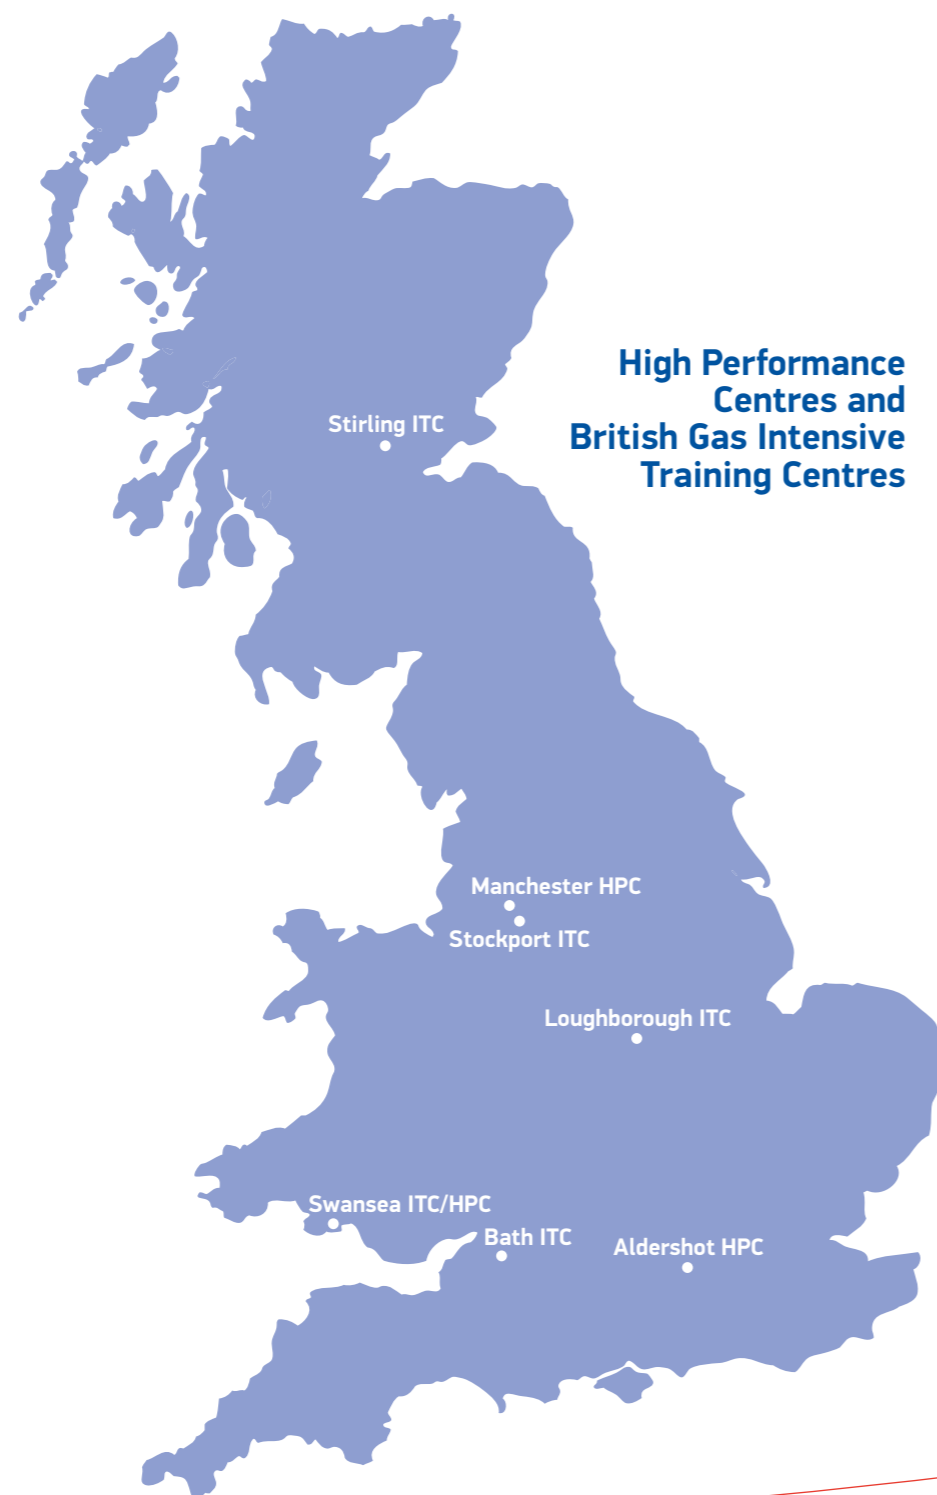 High Performance
Centres and
British Gas Intensive
Training Centres
Stirling ITC
Manchester HPC
Stockport ITC
Loughborough ITC
Swansea ITC/HPC
Bath ITC
Aldershot HPC